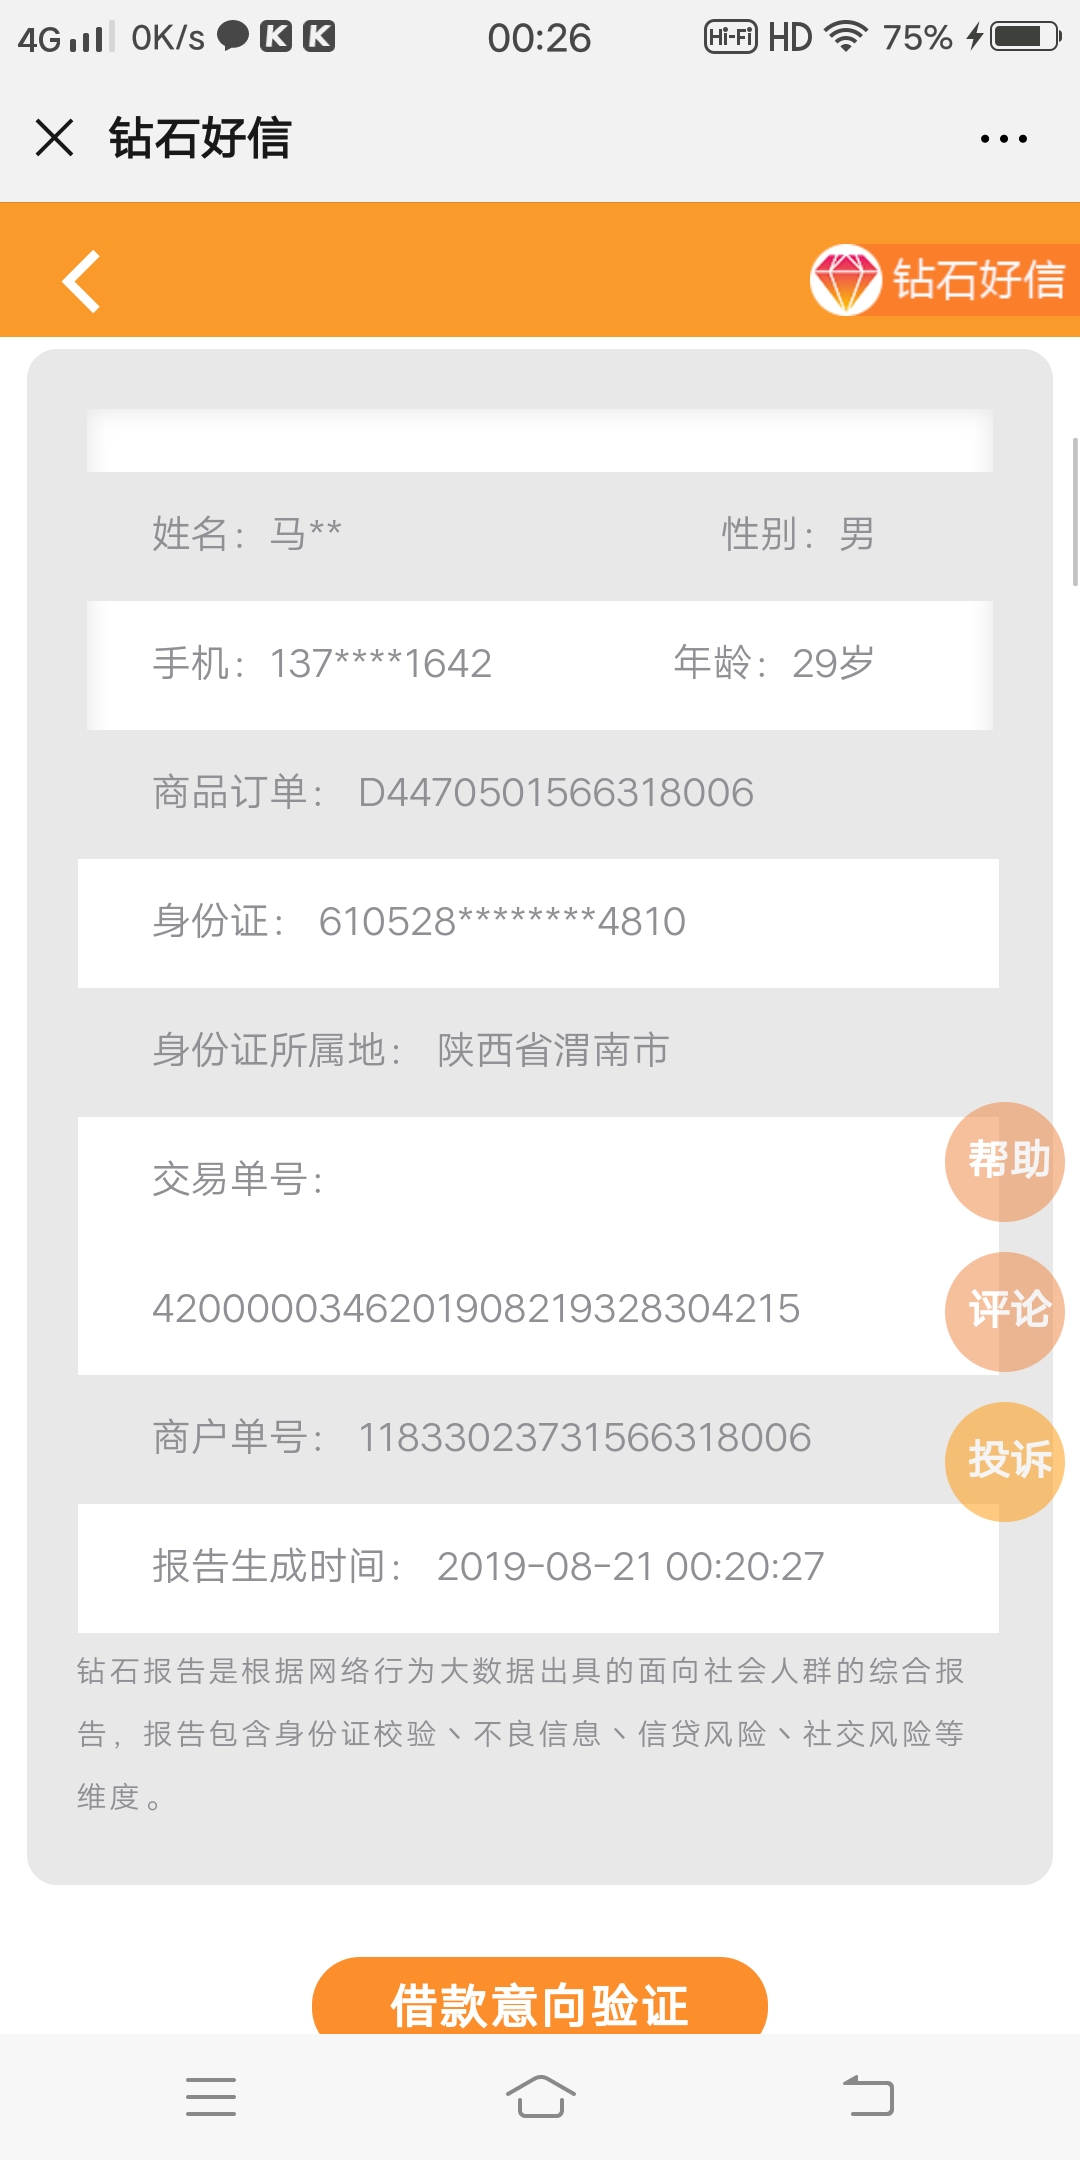 4G 0K/s K K 00:26 Hi-Fi HD 75%
钻石好信
钻石好信
姓名： 马** 性别： 男
手机： 137****1642 年龄： 29岁
商品订单： D4470501566318006
身份证： 610528********4810
身份证所属地： 陕西省渭南市
交易单号：
4200000346201908219328304215
商户单号： 11833023731566318006
报告生成时间： 2019-08-21 00:20:27
钻石报告是根据网络行为大数据出具的面向社会人群的综合报
告，报告包含身份证校验、不良信息、信贷风险、社交风险等
维度。
帮助
评论
投诉
借款意向验证